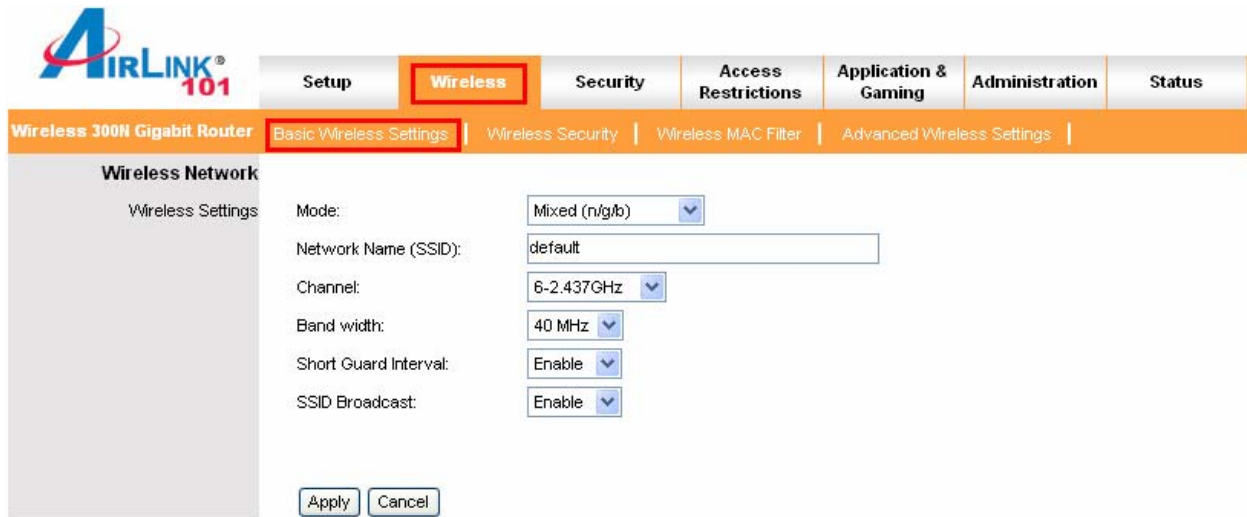 AIRLINK®
101
Setup
Wireless
Security
Access
Restrictions
Application &
Gaming
Administration
Status
Wireless 300N Gigabit Router
Basic Wireless Settings | Wireless Security | Wireless MAC Filter | Advanced Wireless Settings |
Wireless Network
Wireless Settings
Mode: Mixed (n/g/b)
Network Name (SSID): default
Channel: 6-2.437GHz
Band width: 40 MHz
Short Guard Interval: Enable
SSID Broadcast: Enable
Apply Cancel